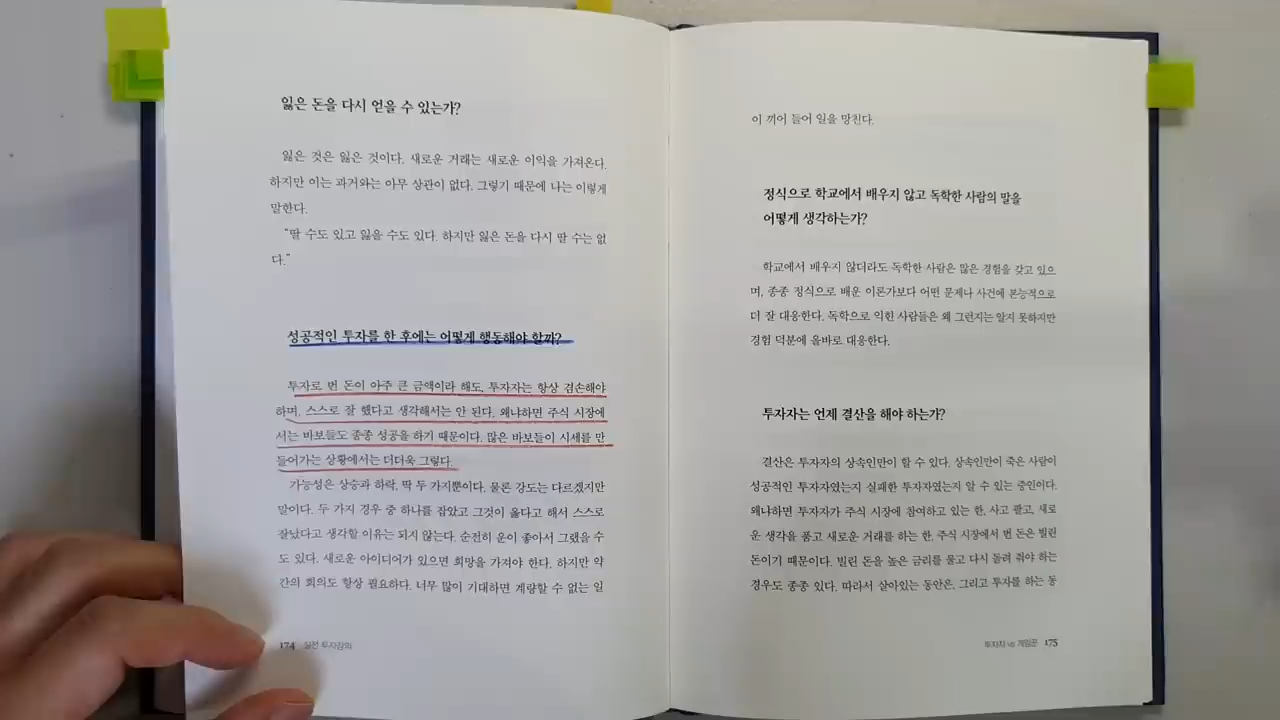 잃은 돈을 다시 얻을 수 있는가?
잃은 것은 잃은 것이다. 새로운 거래는 새로운 이익을 가져온다.
하지만 이는 과거와는 아무 상관이 없다. 그렇기 때문에 나는 이렇게
말한다.
“딸 수도 있고 잃을 수도 있다. 하지만 잃은 돈을 다시 딸 수는 없
다.”
성공적인 투자를 한 후에는 어떻게 행동해야 할까?
투자로 번 돈이 아주 큰 금액이라 해도, 투자자는 항상 겸손해야
하며, 스스로 잘 했다고 생각해서는 안 된다. 왜냐하면 주식 시장에
서는 바보들도 종종 성공을 하기 때문이다. 많은 바보들이 시세를 만
들어가는 상황에서는 더더욱 그렇다.
가능성은 상승과 하락, 딱 두 가지뿐이다. 물론 강도는 다르겠지만
말이다. 두 가지 경우 중 하나를 잡았고 그것이 옳다고 해서 스스로
잘났다고 생각할 이유는 되지 않는다. 순전히 운이 좋아서 그랬을 수
도 있다. 새로운 아이디어가 있으면 희망을 가져야 한다. 하지만 약
간의 회의도 항상 필요하다. 너무 많이 기대하면 계량할 수 없는 일
174 실전 투자강의
이 끼어 들어 일을 망친다.
정식으로 학교에서 배우지 않고 독학한 사람의 말을
어떻게 생각하는가?
학교에서 배우지 않더라도 독학한 사람은 많은 경험을 갖고 있으
며, 종종 정식으로 배운 이론가보다 어떤 문제나 사건에 본능적으로
더 잘 대응한다. 독학으로 익힌 사람들은 왜 그런지는 알지 못하지만
경험 덕분에 올바로 대응한다.
투자자는 언제 결산을 해야 하는가?
결산은 투자자의 상속인만이 할 수 있다. 상속인만이 죽은 사람이
성공적인 투자자였는지 실패한 투자자였는지 알 수 있는 증인이다.
왜냐하면 투자자가 주식 시장에 참여하고 있는 한, 사고 팔고, 새로
운 생각을 품고 새로운 거래를 하는 한, 주식 시장에서 번 돈은 빌린
돈이기 때문이다. 빌린 돈을 높은 금리를 물고 다시 돌려 줘야 하는
경우도 종종 있다. 따라서 살아있는 동안은, 그리고 투자를 하는 동
투자자 vs 게임꾼 175